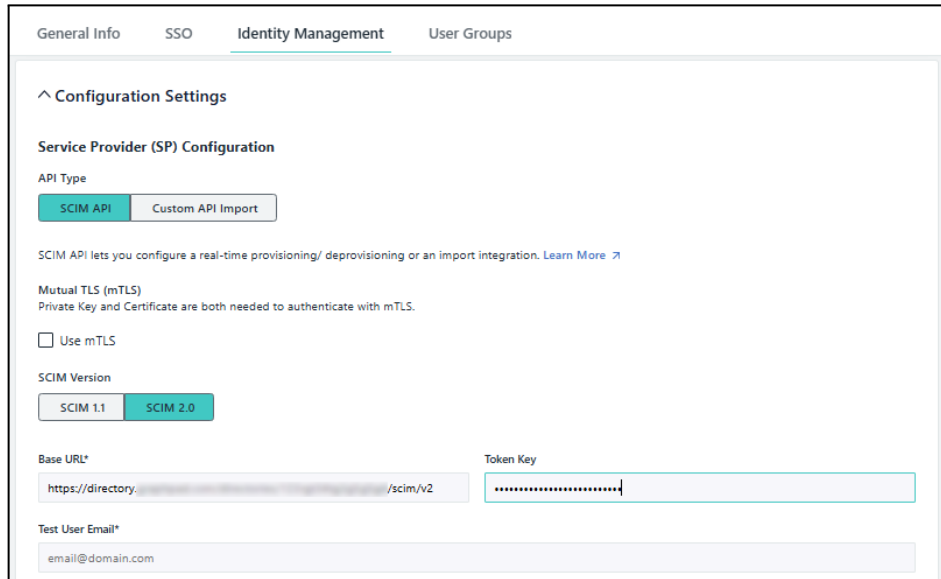 General Info SSO Identity Management User Groups
Configuration Settings
Service Provider (SP) Configuration
API Type
SCIM API Custom API Import
SCIM API lets you configure a real-time provisioning/ deprovisioning or an import integration. Learn More
Mutual TLS (mTLS)
Private Key and Certificate are both needed to authenticate with mTLS.
Use mTLS
SCIM Version
SCIM 1.1 SCIM 2.0
Base URL* Token Key
https://directory. /scim/v2
Test User Email*
email@domain.com